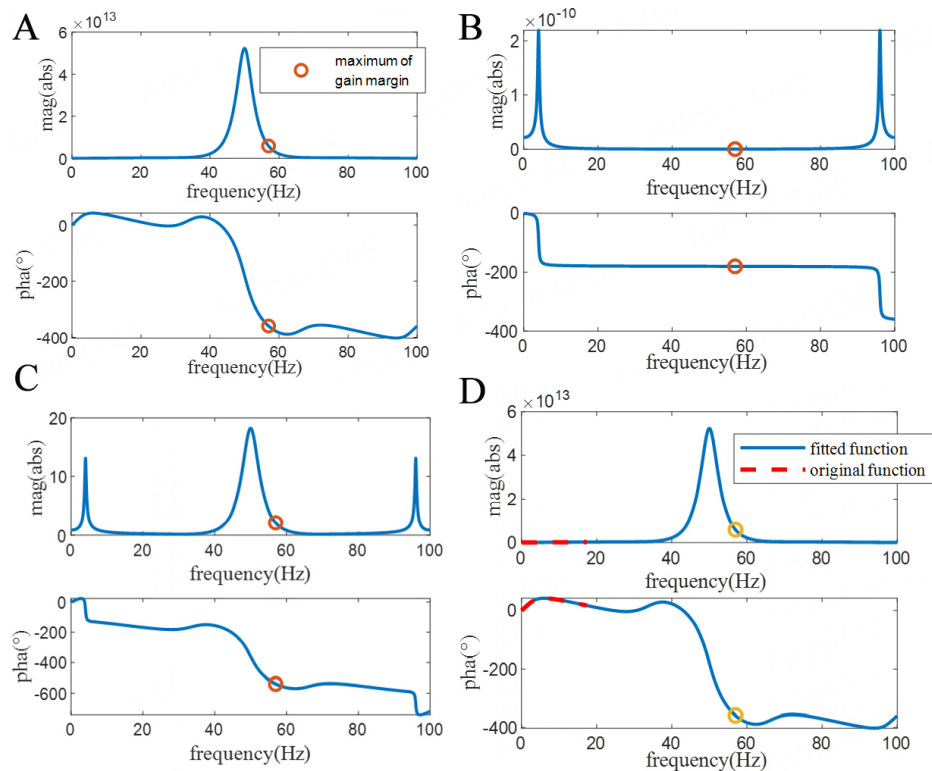 A
×10^13
6
4
2
0
mag(abs)
maximum of
gain margin
0 20 40 60 80 100
frequency(Hz)
0
-200
-400
pha(°)
0 20 40 60 80 100
frequency(Hz)
B
×10^-10
2
1
0
mag(abs)
0 20 40 60 80 100
frequency(Hz)
0
-200
-400
pha(°)
0 20 40 60 80 100
frequency(Hz)
C
20
10
0
mag(abs)
0 20 40 60 80 100
frequency(Hz)
0
-200
-400
-600
pha(°)
0 20 40 60 80 100
frequency(Hz)
D
×10^13
6
4
2
0
mag(abs)
fitted function
original function
0 20 40 60 80 100
frequency(Hz)
0
-200
-400
pha(°)
0 20 40 60 80 100
frequency(Hz)